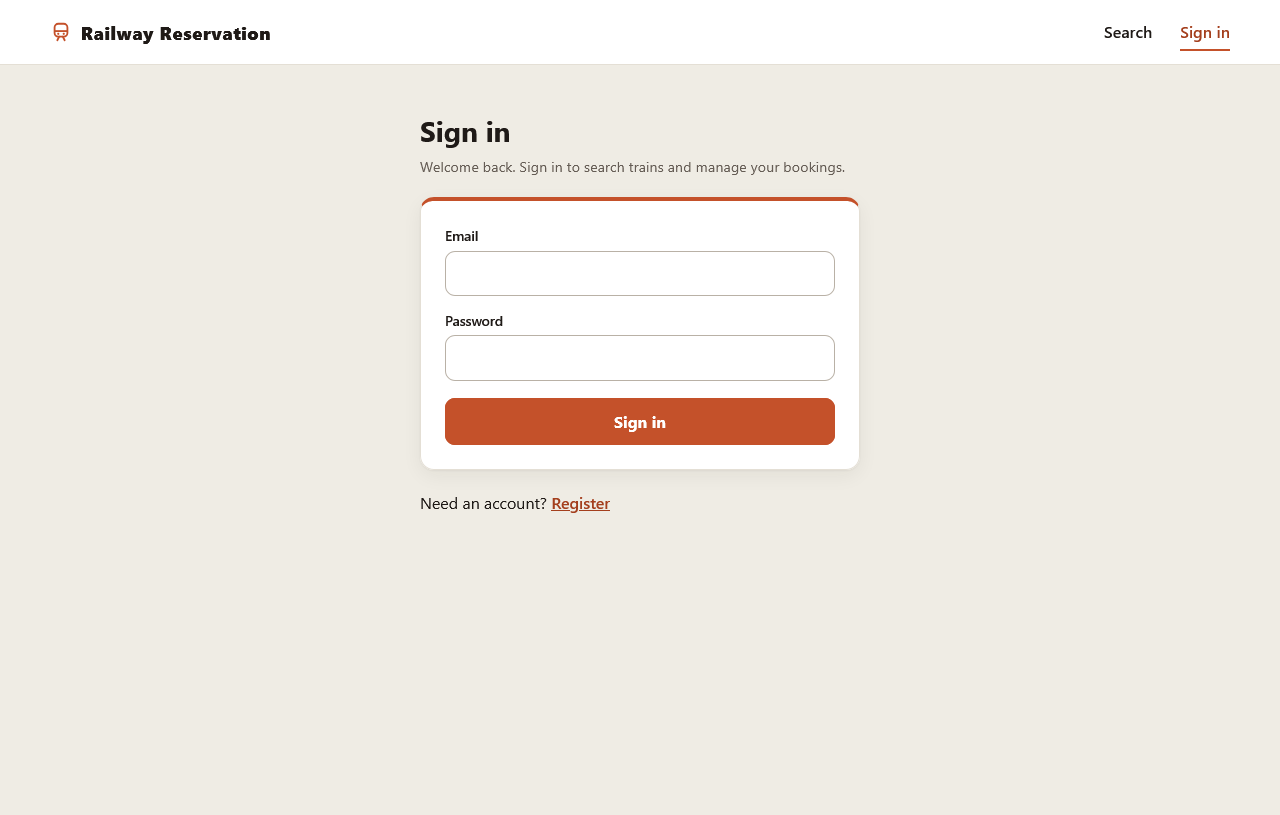 Railway Reservation
Search
Sign in
Sign in
Welcome back. Sign in to search trains and manage your bookings.
Email
Password
Sign in
Need an account? Register